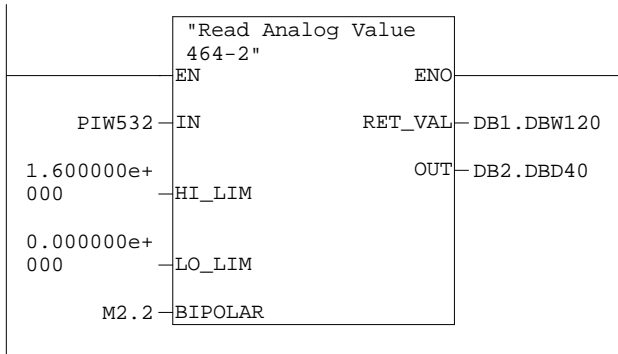 "Read Analog Value
464-2"
EN ENO
PIW532 IN RET_VAL DB1.DBW120
1.600000e+ OUT DB2.DBD40
000 HI_LIM
0.000000e+
000 LO_LIM
M2.2 BIPOLAR